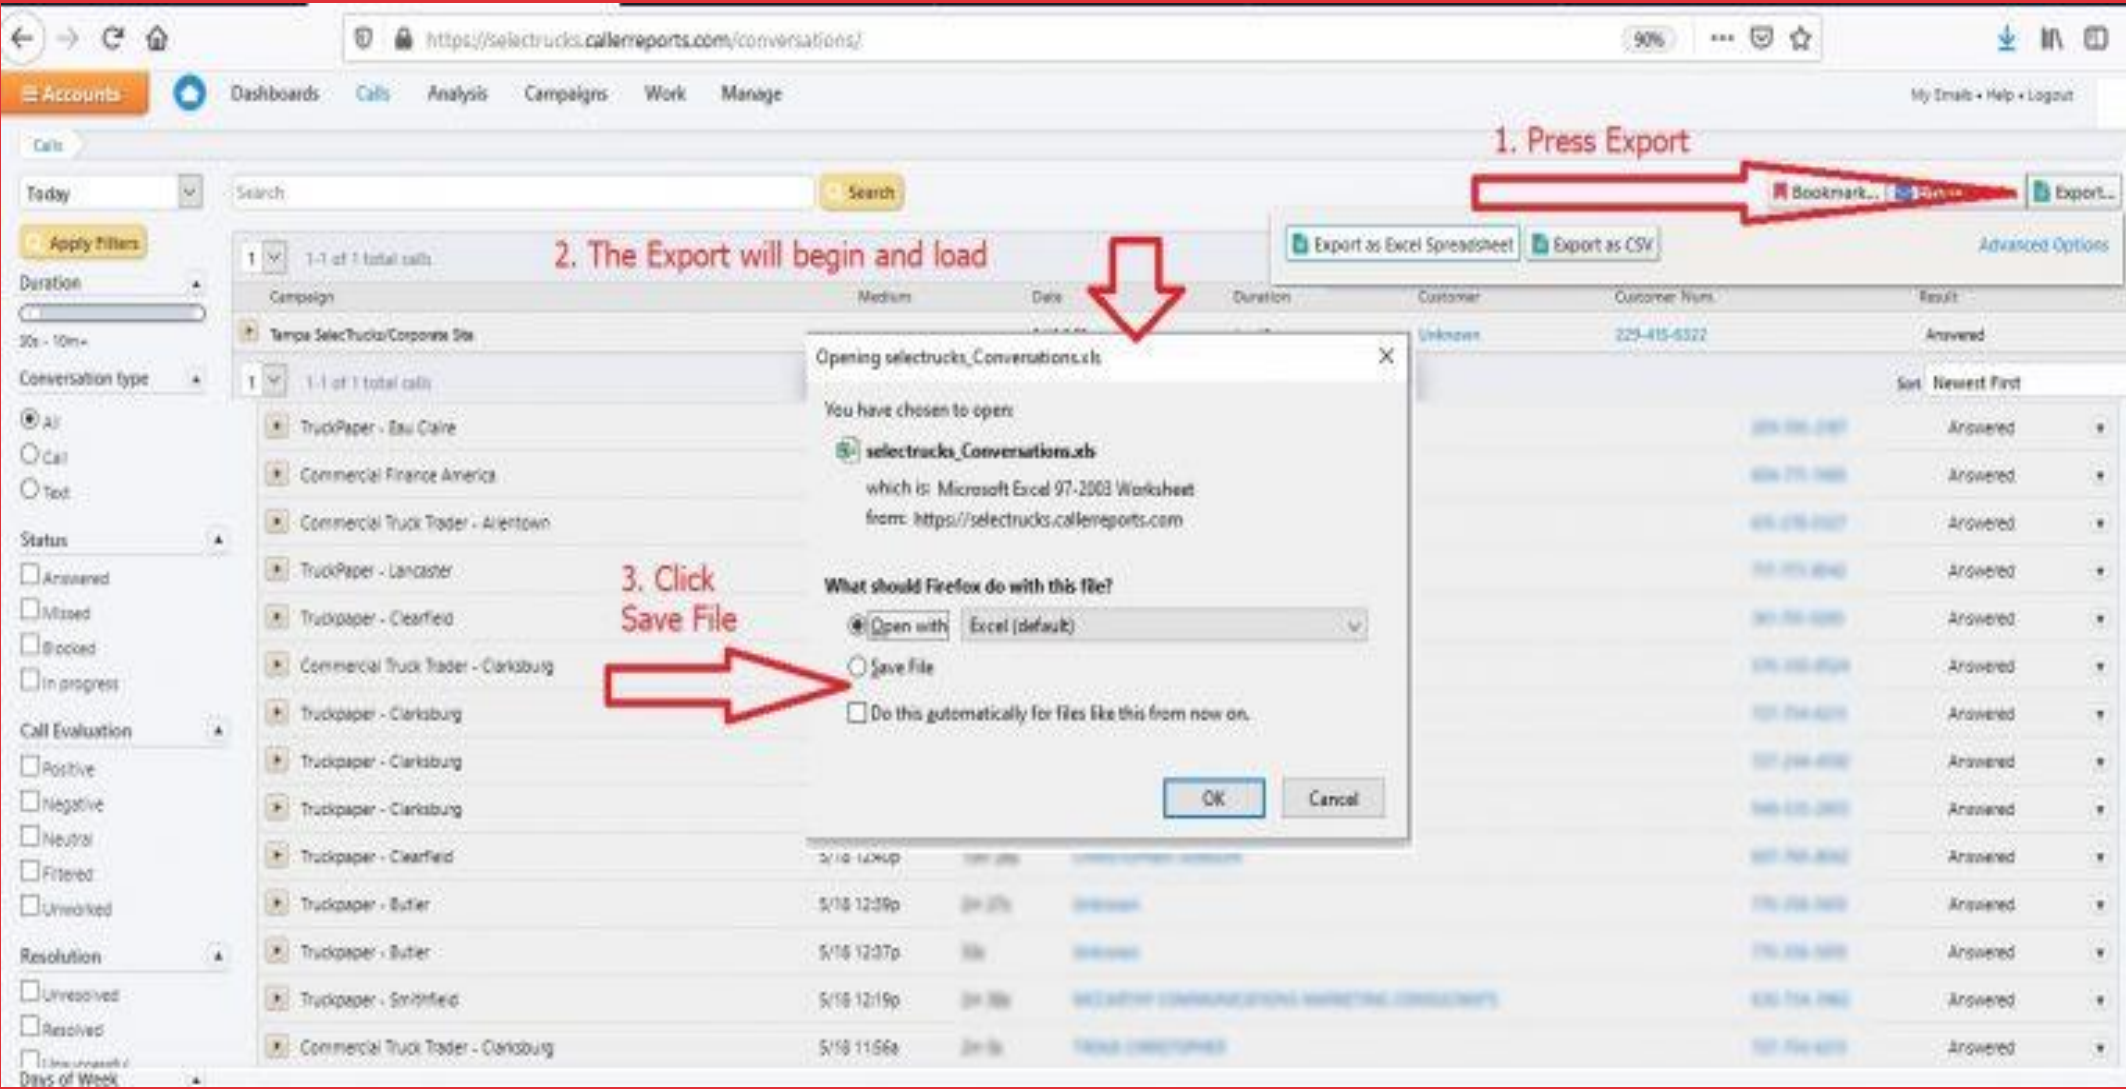 https://selectrucks.callerreports.com/conversations/
90%
Accounts
Dashboards Calls Analysis Campaigns Work Manage
My Emails • Help • Logout
Calls
1. Press Export
Today
Search
Search
Bookmark...
Export...
Apply Filters
Export as Excel Spreadsheet
Export as CSV
Advanced Options
1 1-1 of 1 total calls
2. The Export will begin and load
Duration
Campaign Medium Date Duration Customer Customer Num. Result
30s - 10m+
Tampa SelecTrucks/Corporate Site Unknown 229-415-6322 Answered
Conversation type
1 1-1 of 1 total calls
Sort Newest First
All
Call
Text
Status
Answered
Missed
Blocked
In progress
Call Evaluation
Positive
Negative
Neutral
Filtered
Unworked
Resolution
Unresolved
Resolved
Unsuccessful
Days of Week
TruckPaper - Eau Claire Answered
Commercial Finance America Answered
Commercial Truck Trader - Allentown Answered
TruckPaper - Lancaster Answered
Truckpaper - Clearfield Answered
Commercial Truck Trader - Clarksburg Answered
Truckpaper - Clarksburg Answered
Truckpaper - Clarksburg Answered
Truckpaper - Clarksburg Answered
Truckpaper - Clearfield 5/18 12:40p Answered
Truckpaper - Butler 5/18 12:39p Answered
Truckpaper - Butler 5/18 12:37p Answered
Truckpaper - Smithfield 5/18 12:19p Answered
Commercial Truck Trader - Clarksburg 5/18 11:56a Answered
3. Click
Save File
Opening selectrucks_Conversations.xls
You have chosen to open:
selectrucks_Conversations.xls
which is: Microsoft Excel 97-2003 Worksheet
from: https://selectrucks.callerreports.com
What should Firefox do with this file?
Open with Excel (default)
Save File
Do this automatically for files like this from now on.
OK Cancel